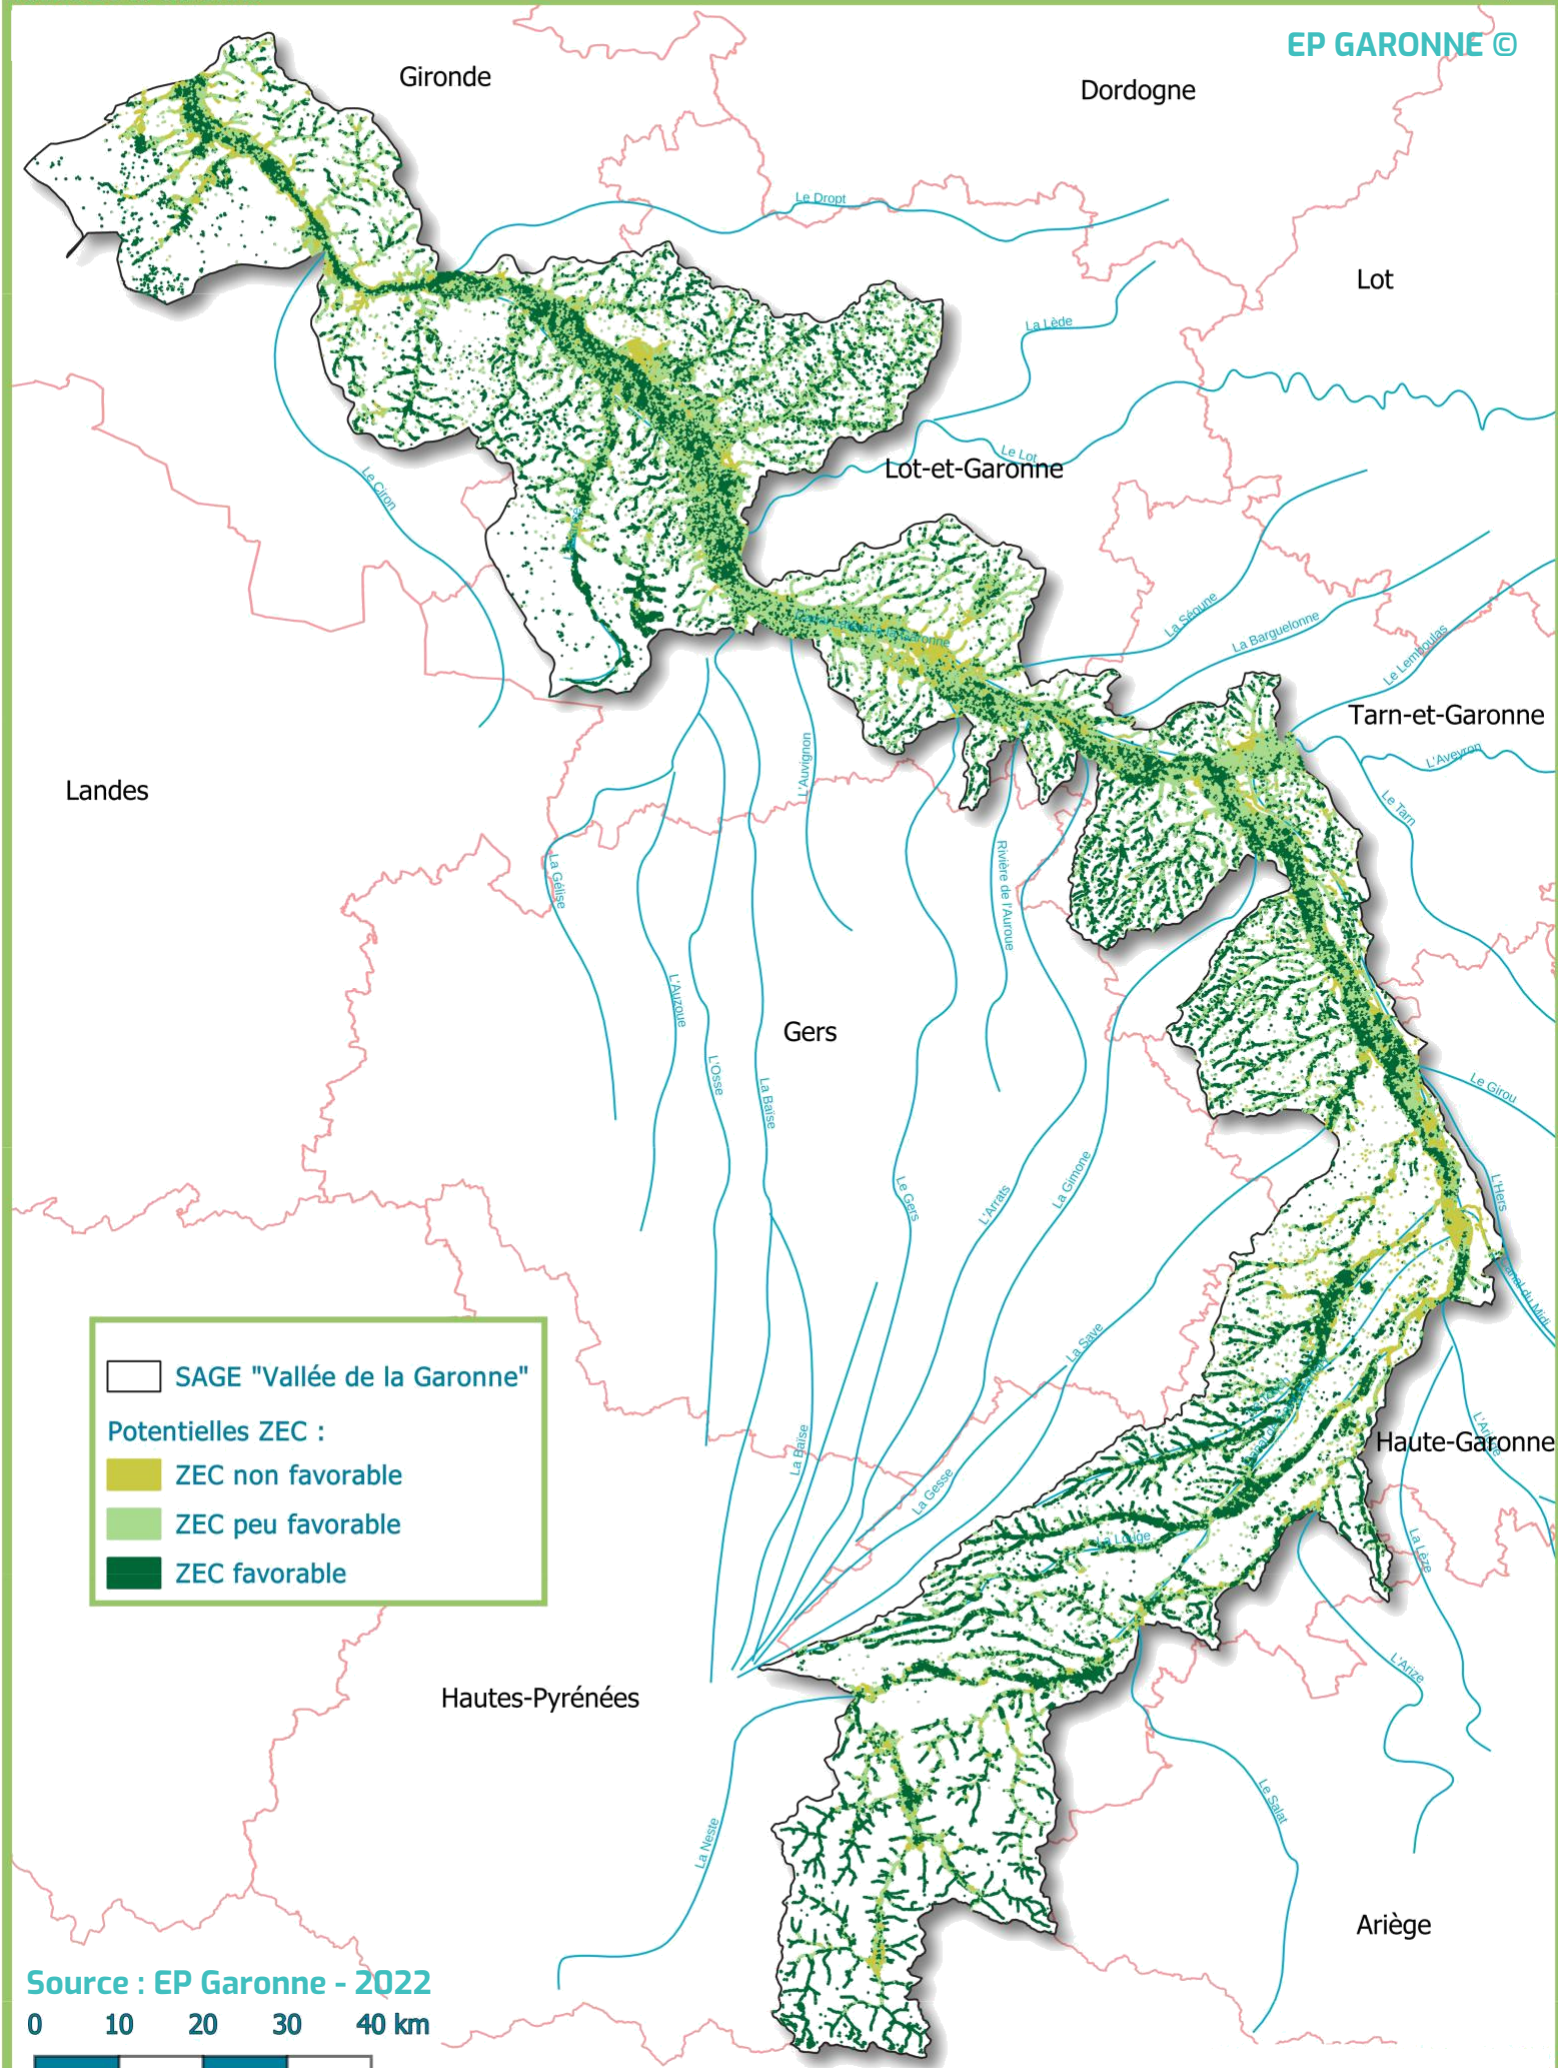 EP GARONNE ©
Gironde
Dordogne
Le Dropt
Lot
La Lède
Le Lot
Lot-et-Garonne
Le Ciron
La Séoune
La Barguelonne
Le Lemboulas
Tarn-et-Garonne
L'Aveyron
Landes
L'Auvignon
Le Tarn
La Gélise
Rivière de l'Auroue
L'Auzoue
Gers
L'Osse
La Baïse
Le Girou
Le Gers
L'Arrats
La Gimone
L'Hers
Canal du Midi
La Save
SAGE "Vallée de la Garonne"
Potentielles ZEC :
ZEC non favorable
ZEC peu favorable
ZEC favorable
La Baïse
Haute-Garonne
La Gesse
La Louge
La Lèze
L'Arize
Hautes-Pyrénées
La Neste
Le Salat
Ariège
Source : EP Garonne - 2022
0 10 20 30 40 km